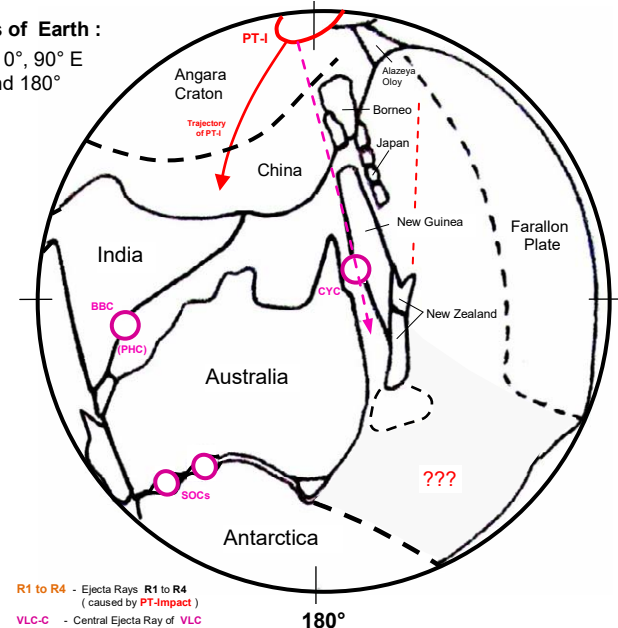 s of Earth :
0°, 90° E
nd 180°
PT-I
Angara
Craton
Alazeya
Oloy
Trajectory
of PT-I
Borneo
Japan
China
New Guinea
Farallon
Plate
India
CYC
BBC
New Zealand
(PHC)
Australia
SOCs
???
Antarctica
R1 to R4 - Ejecta Rays R1 to R4
( caused by PT-Impact )
VLC-C - Central Ejecta Ray of VLC
180°